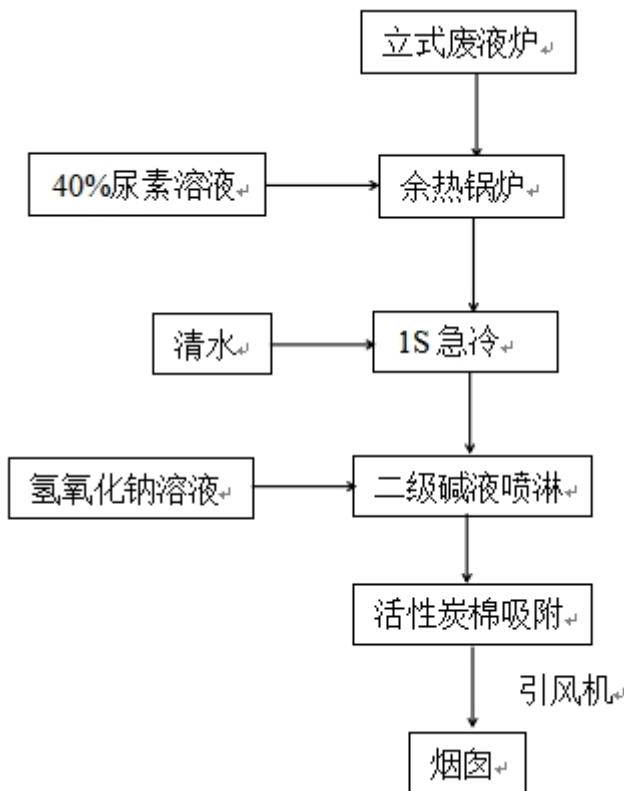 立式废液炉
40%尿素溶液
余热锅炉
清水
1S 急冷
氢氧化钠溶液
二级碱液喷淋
活性炭棉吸附
引风机
烟囱